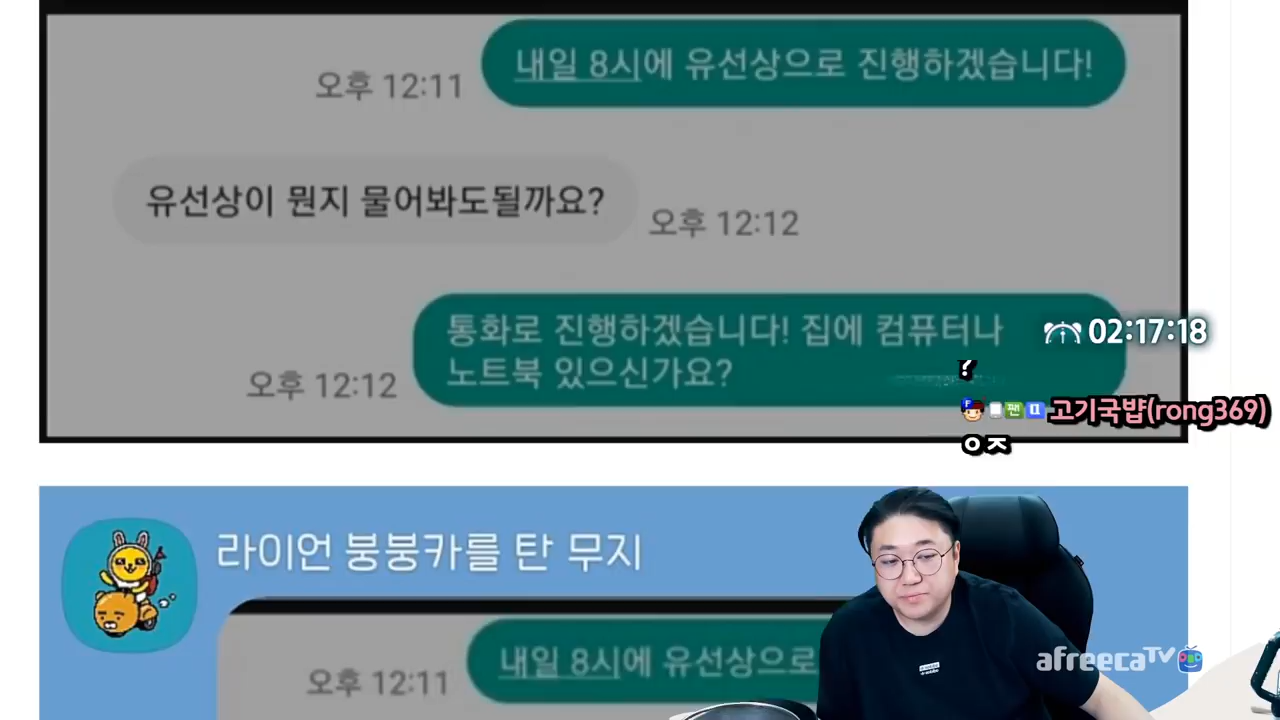 내일 8시에 유선상으로 진행하겠습니다!
오후 12:11
유선상이 뭔지 물어봐도될까요?
오후 12:12
통화로 진행하겠습니다! 집에 컴퓨터나
노트북 있으신가요?
오후 12:12
02:17:18
?
F 팬 고기국뱝(rong369)
ㅇㅈ
라이언 붕붕카를 탄 무지
내일 8시에 유선상으로
오후 12:11
afreecaTV